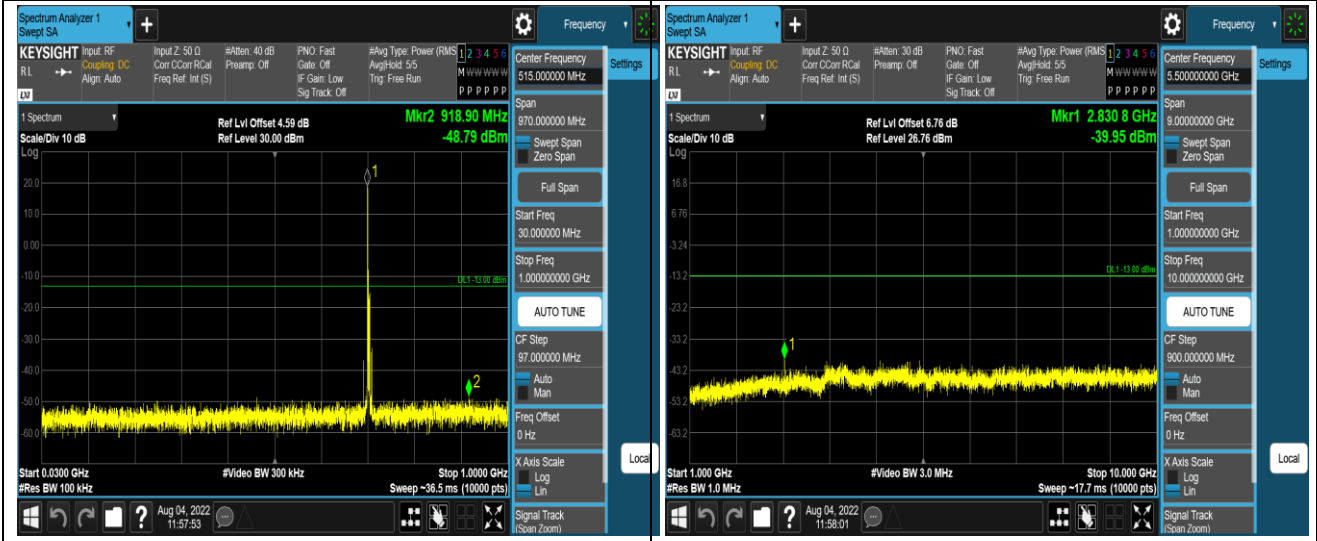 Spectrum Analyzer 1
Swept SA
Frequency
KEYSIGHT
RL
LXI
Input: RF
Coupling: DC
Align: Auto
Input Z: 50 Ω
Corr CCorr RCal
Freq Ref: Int (S)
#Atten: 40 dB
Preamp: Off
PNO: Fast
Gate: Off
IF Gain: Low
Sig Track: Off
#Avg Type: Power (RMS
Avg|Hold: 5/5
Trig: Free Run
1 2 3 4 5 6
M W W W W W
P P P P P P
Center Frequency
515.000000 MHz
Settings
1 Spectrum
Scale/Div 10 dB
Log
Ref Lvl Offset 4.59 dB
Ref Level 30.00 dBm
Mkr2 918.90 MHz
-48.79 dBm
Span
970.000000 MHz
Swept Span
Zero Span
Full Span
Start Freq
30.000000 MHz
Stop Freq
1.000000000 GHz
AUTO TUNE
CF Step
97.000000 MHz
Auto
Man
Freq Offset
0 Hz
X Axis Scale
Log
Lin
Signal Track
(Span Zoom)
Local
20.0
10.0
0.00
-10.0
-20.0
-30.0
-40.0
-50.0
-60.0
1
DL1 -13.00 dBm
2
Start 0.0300 GHz
#Res BW 100 kHz
#Video BW 300 kHz
Stop 1.0000 GHz
Sweep ~36.5 ms (10000 pts)
?
Aug 04, 2022
11:57:53
Spectrum Analyzer 1
Swept SA
Frequency
KEYSIGHT
RL
LXI
Input: RF
Coupling: DC
Align: Auto
Input Z: 50 Ω
Corr CCorr RCal
Freq Ref: Int (S)
#Atten: 30 dB
Preamp: Off
PNO: Fast
Gate: Off
IF Gain: Low
Sig Track: Off
#Avg Type: Power (RMS
Avg|Hold: 5/5
Trig: Free Run
1 2 3 4 5 6
M W W W W W
P P P P P P
Center Frequency
5.500000000 GHz
Settings
1 Spectrum
Scale/Div 10 dB
Log
Ref Lvl Offset 6.76 dB
Ref Level 26.76 dBm
Mkr1 2.830 8 GHz
-39.95 dBm
Span
9.00000000 GHz
Swept Span
Zero Span
Full Span
Start Freq
1.000000000 GHz
Stop Freq
10.000000000 GHz
AUTO TUNE
CF Step
900.000000 MHz
Auto
Man
Freq Offset
0 Hz
X Axis Scale
Log
Lin
Signal Track
(Span Zoom)
Local
16.8
6.76
-3.24
-13.2
-23.2
-33.2
-43.2
-53.2
-63.2
DL1 -13.00 dBm
1
Start 1.000 GHz
#Res BW 1.0 MHz
#Video BW 3.0 MHz
Stop 10.000 GHz
Sweep ~17.7 ms (10000 pts)
?
Aug 04, 2022
11:58:01